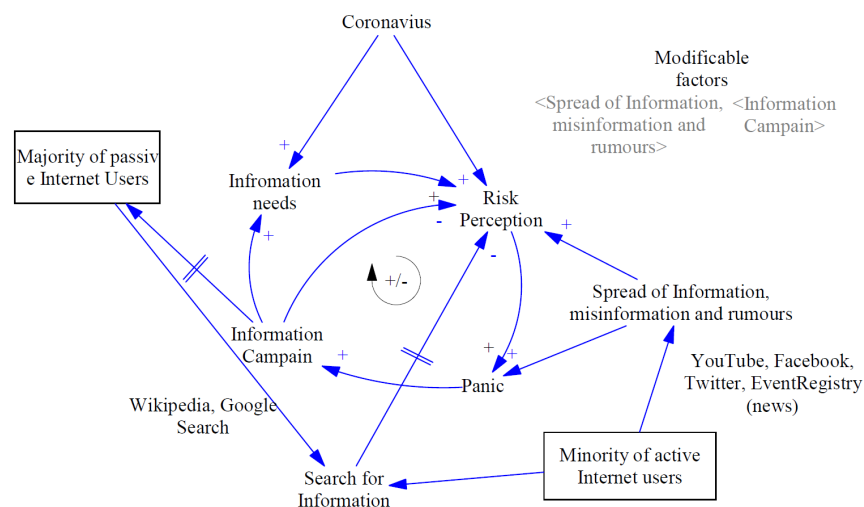 Coronavius
Modificable
factors
<Spread of Information,
misinformation and
rumours>
<Information
Campain>
Majority of passiv
e Internet Users
+
Infromation
needs
+
+
+
-
Risk
Perception
-
+
+
+/-
Spread of Information,
misinformation and rumours
Information
Campain
+
+
+
Panic
YouTube, Facebook,
Twitter, EventRegistry
(news)
Wikipedia, Google
Search
Search for
Information
Minority of active
Internet users